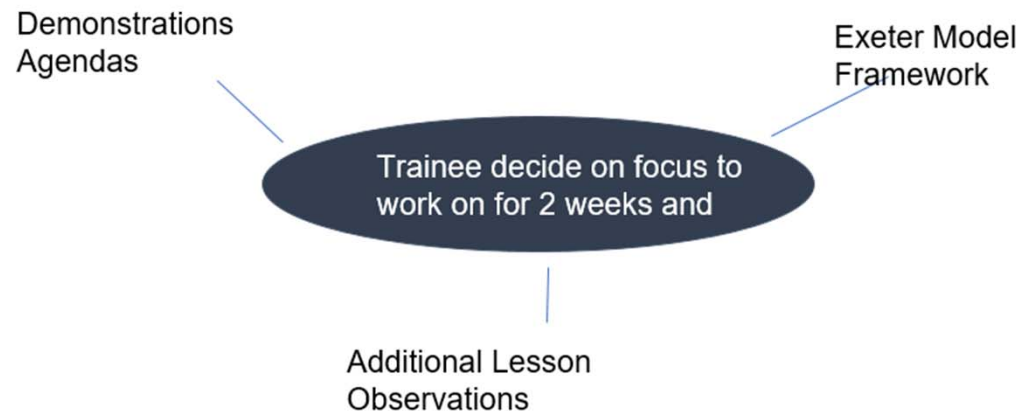 Demonstrations
Agendas
Exeter Model
Framework
Trainee decide on focus to
work on for 2 weeks and
Additional Lesson
Observations